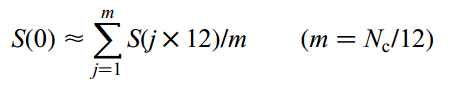 S(0) ≈ ∑_{j=1}^{m} S(j × 12)/m (m = N_c/12)